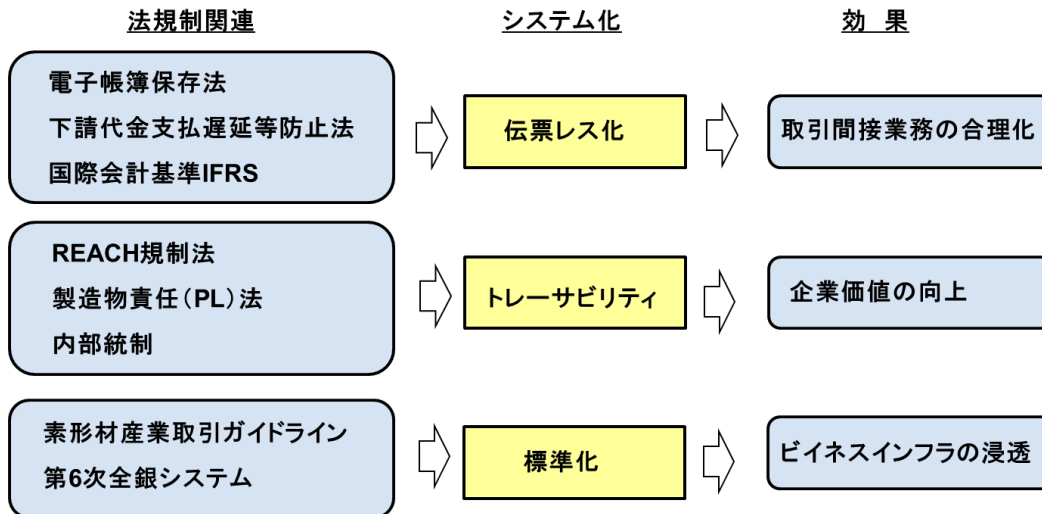 法規制関連
システム化
効 果
電子帳簿保存法
下請代金支払遅延等防止法
国際会計基準IFRS
伝票レス化
取引間接業務の合理化
REACH規制法
製造物責任(PL)法
内部統制
トレーサビリティ
企業価値の向上
素形材産業取引ガイドライン
第6次全銀システム
標準化
ビイネスインフラの浸透